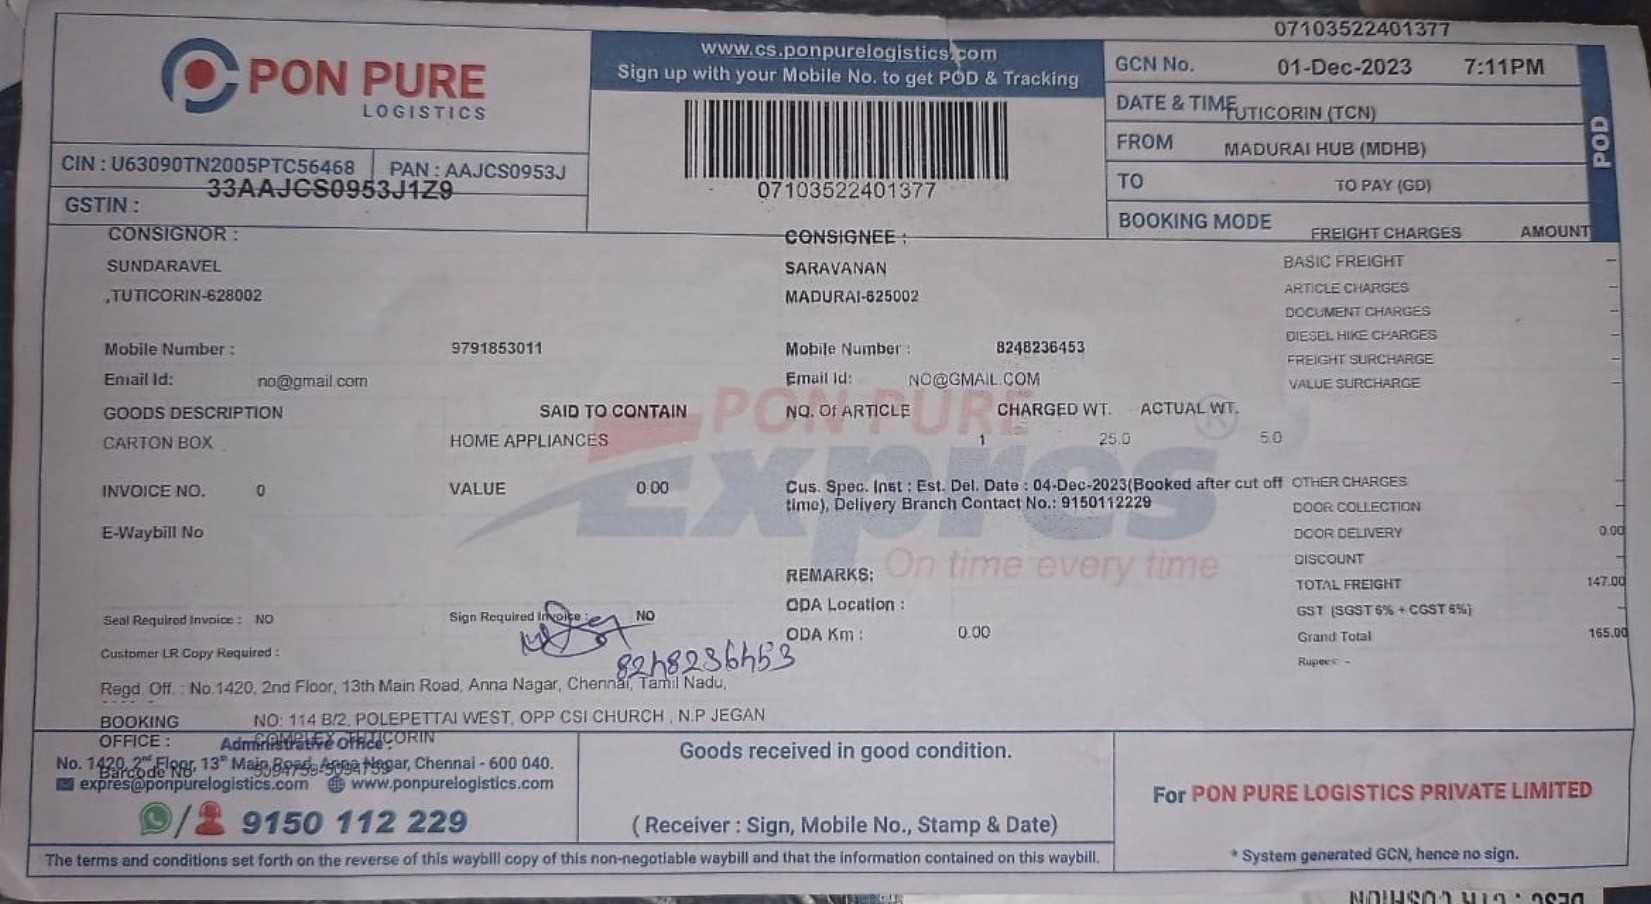 07103522401377
PON PURE
LOGISTICS
www.cs.ponpurelogistics.com
Sign up with your Mobile No. to get POD & Tracking
07103522401377
GCN No.
01-Dec-2023 7:11PM
DATE & TIME
TUTICORIN (TCN)
FROM
MADURAI HUB (MDHB)
TO
TO PAY (GD)
BOOKING MODE
POD
CIN : U63090TN2005PTC56468 PAN : AAJCS0953J
33AAJCS0953J1Z9
GSTIN :
CONSIGNOR :
SUNDARAVEL
,TUTICORIN-628002
Mobile Number : 9791853011
Email Id: no@gmail.com
CONSIGNEE :
SARAVANAN
MADURAI-625002
Mobile Number : 8248236453
Email Id: NO@GMAIL.COM
FREIGHT CHARGES AMOUNT
BASIC FREIGHT –
ARTICLE CHARGES –
DOCUMENT CHARGES –
DIESEL HIKE CHARGES –
FREIGHT SURCHARGE –
VALUE SURCHARGE –
GOODS DESCRIPTION SAID TO CONTAIN NO. Of ARTICLE CHARGED WT. ACTUAL WT.
CARTON BOX HOME APPLIANCES 1 25.0 5.0
PON PURE
Expres ®
On time every time
INVOICE NO. 0 VALUE 0.00
E-Waybill No
Cus. Spec. Inst : Est. Del. Date : 04-Dec-2023(Booked after cut off
time), Delivery Branch Contact No.: 9150112229
REMARKS:
ODA Location :
ODA Km : 0.00
OTHER CHARGES –
DOOR COLLECTION –
DOOR DELIVERY 0.00
DISCOUNT –
TOTAL FREIGHT 147.00
GST (SGST 6% + CGST 6%) –
Grand Total 165.00
Rupees: -
Seal Required Invoice : NO Sign Required Invoice : NO
8248236453
Customer LR Copy Required :
Regd. Off. : No.1420, 2nd Floor, 13th Main Road, Anna Nagar, Chennai, Tamil Nadu,
BOOKING NO: 114 B/2, POLEPETTAI WEST, OPP CSI CHURCH , N.P JEGAN
OFFICE : COMPLEX, TUTICORIN
Barcode No 5094759-5094759
Administrative Office :
No. 1420, 2nd Floor, 13th Main Road, Anna Nagar, Chennai - 600 040.
expres@ponpurelogistics.com www.ponpurelogistics.com
/ 9150 112 229
Goods received in good condition.
( Receiver : Sign, Mobile No., Stamp & Date)
For PON PURE LOGISTICS PRIVATE LIMITED
* System generated GCN, hence no sign.
The terms and conditions set forth on the reverse of this waybill copy of this non-negotiable waybill and that the information contained on this waybill.